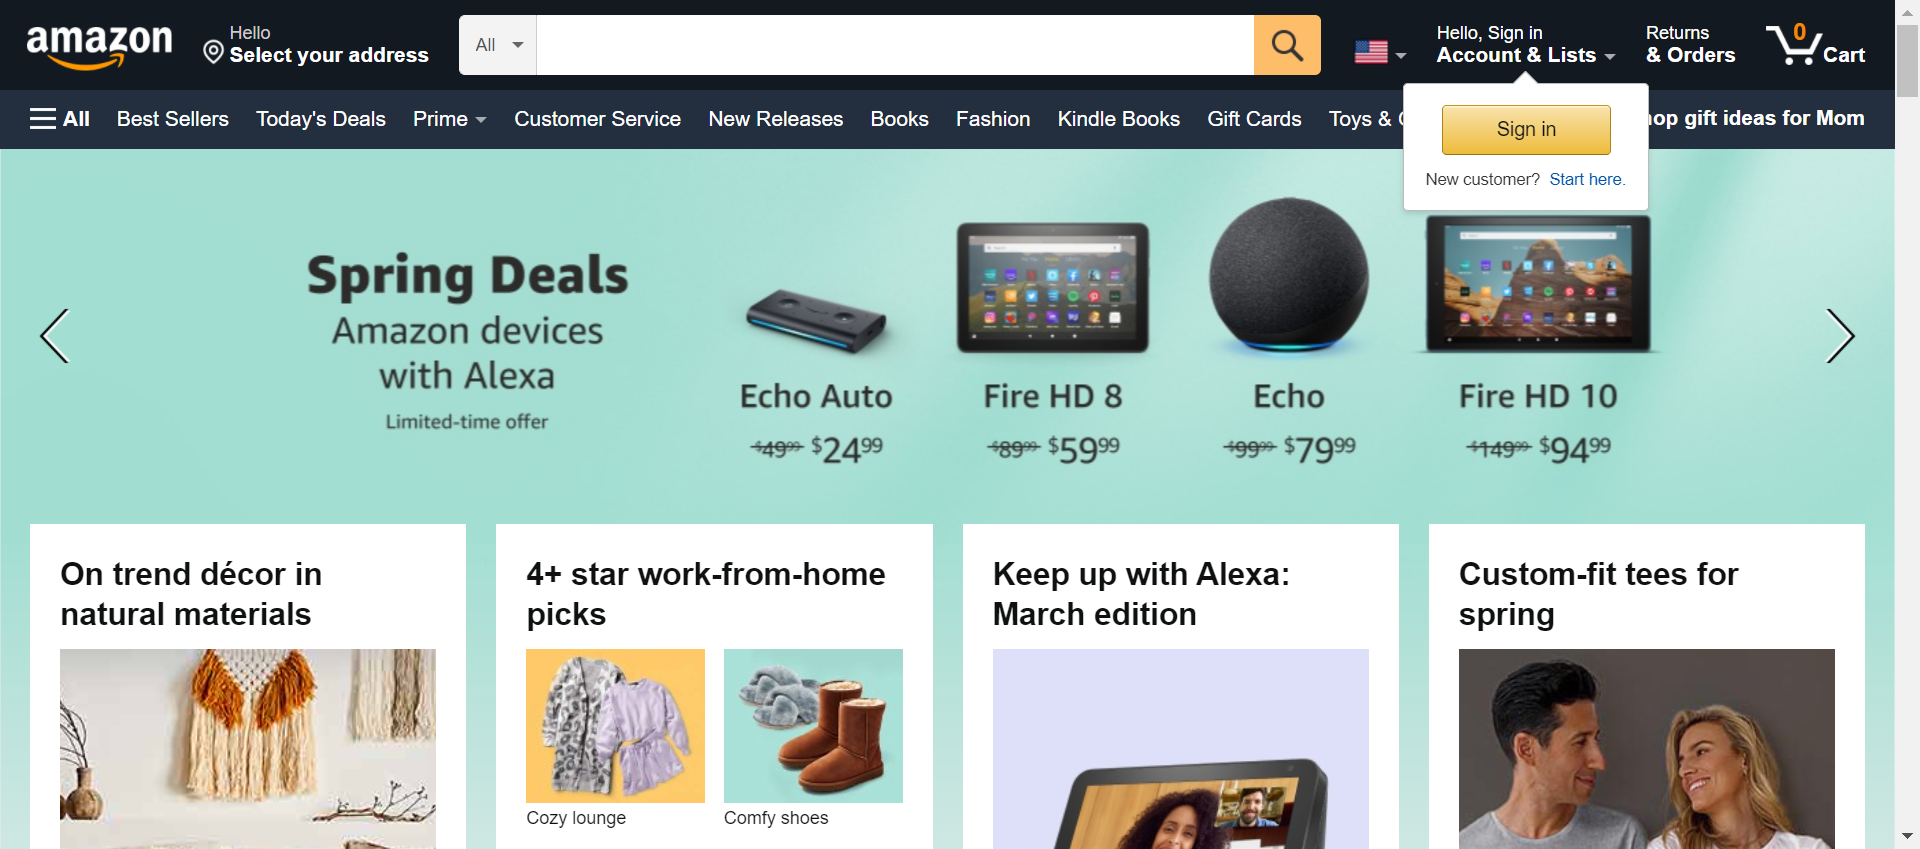 amazon
Hello
Select your address
All
Hello, Sign in
Account & Lists
Returns
& Orders
0
Cart
All
Best Sellers
Today's Deals
Prime
Customer Service
New Releases
Books
Fashion
Kindle Books
Gift Cards
Toys &
gift ideas for Mom
Sign in
New customer? Start here.
Spring Deals
Amazon devices
with Alexa
Limited-time offer
Echo Auto
$49.99 $24.99
Fire HD 8
$89.99 $59.99
Echo
$99.99 $79.99
Fire HD 10
$149.99 $94.99
On trend décor in
natural materials
4+ star work-from-home
picks
Cozy lounge
Comfy shoes
Keep up with Alexa:
March edition
Custom-fit tees for
spring